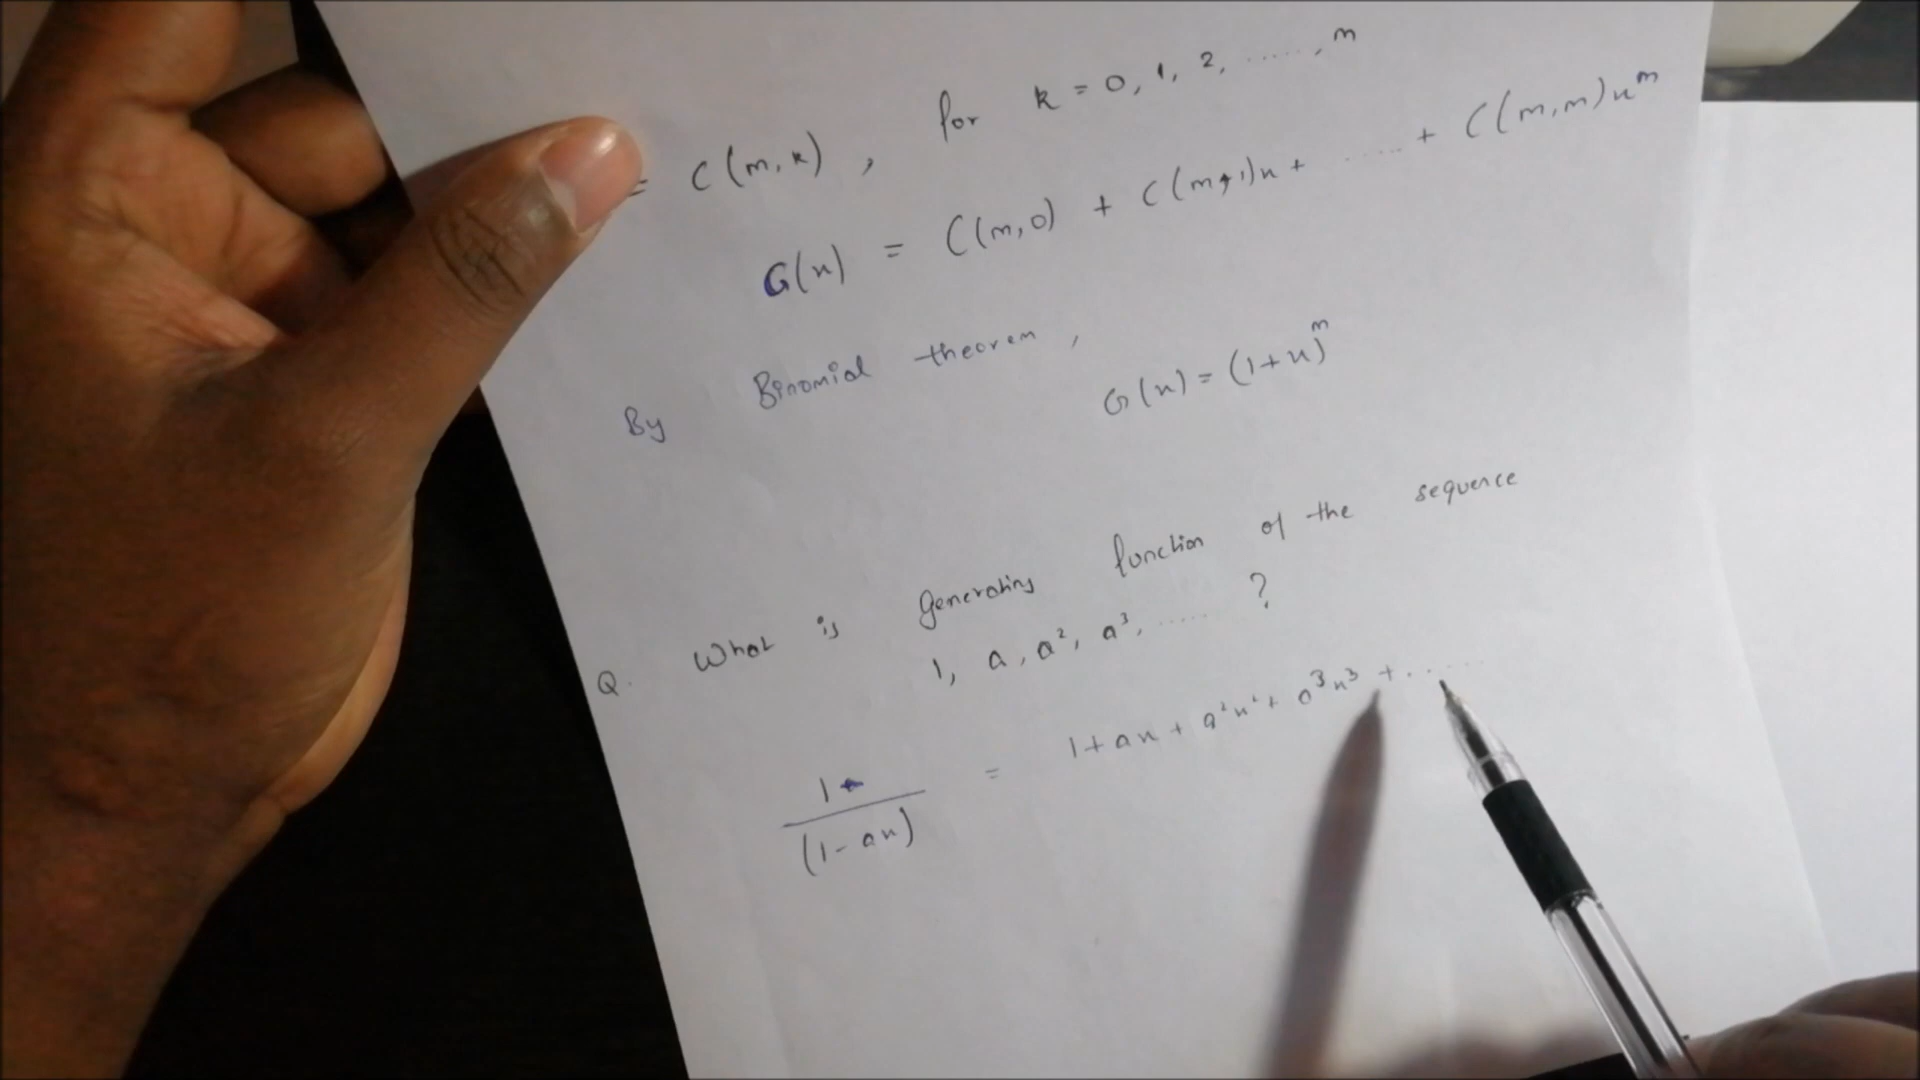 = C(m,k), for k = 0, 1, 2, ......, m
G(x) = C(m,0) + C(m,1)x + ...... + C(m,m)x^m
By Binomial theorem,
G(x) = (1+x)^m
Q. What is generating function of the sequence
1, a, a², a³, ...... ?
1/(1-ax) = 1 + ax + a²x² + a³x³ + ......